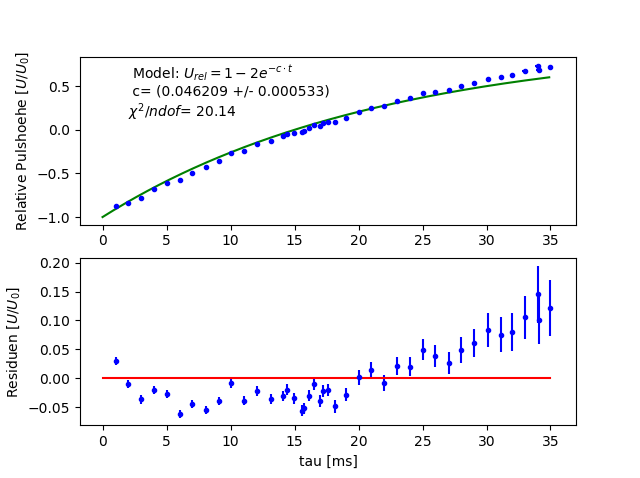 Relative Pulshoehe [U/U₀]
Model: U_rel = 1 − 2e^{−c·t}
c= (0.046209 +/- 0.000533)
χ²/ndof= 20.14
0.5
0.0
−0.5
−1.0
0 5 10 15 20 25 30 35
Residuen [U/U₀]
0.20
0.15
0.10
0.05
0.00
−0.05
0 5 10 15 20 25 30 35
tau [ms]